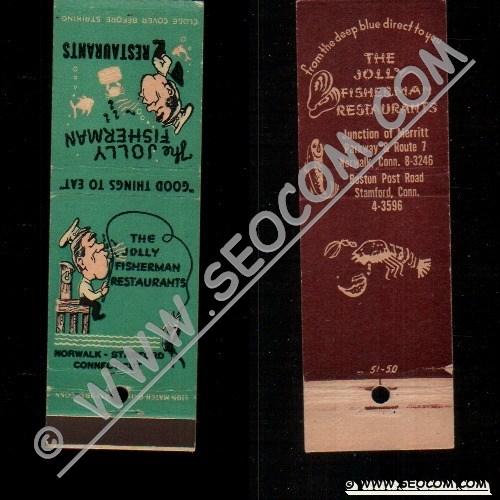 CLOSE COVER BEFORE STRIKING
2 RESTAURANTS
The JOLLY
FISHERMAN
"GOOD THINGS TO EAT"
THE
JOLLY
FISHERMAN
RESTAURANTS
NORWALK - STAMFORD
from the deep blue direct to you
THE
JOLLY
FISHERMAN
RESTAURANTS
Junction of Merritt
Parkway & Route 7
Norwalk, Conn. 8-3246
Boston Post Road
Stamford, Conn.
4-3596
51-50
© WWW.SEOCOM.COM
© WWW.SEOCOM.COM